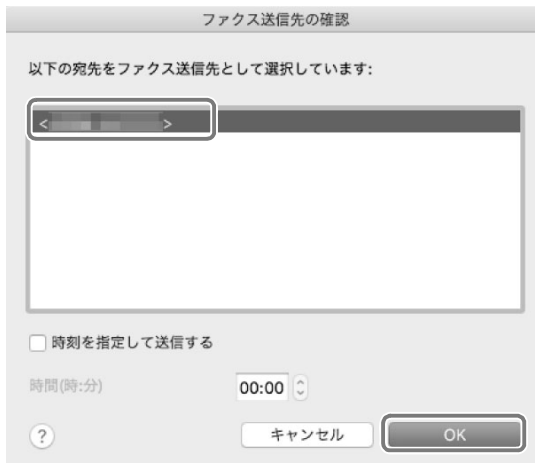 ファクス送信先の確認
以下の宛先をファクス送信先として選択しています:
< >
時刻を指定して送信する
時間(時:分) 00:00
? キャンセル OK